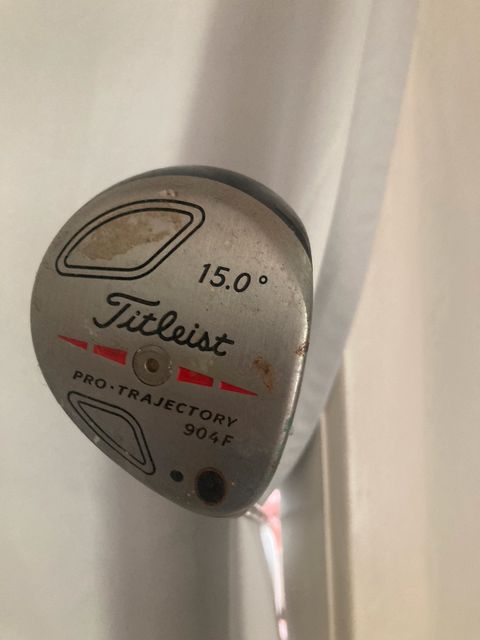 15.0°
Titleist
PRO·TRAJECTORY
904F